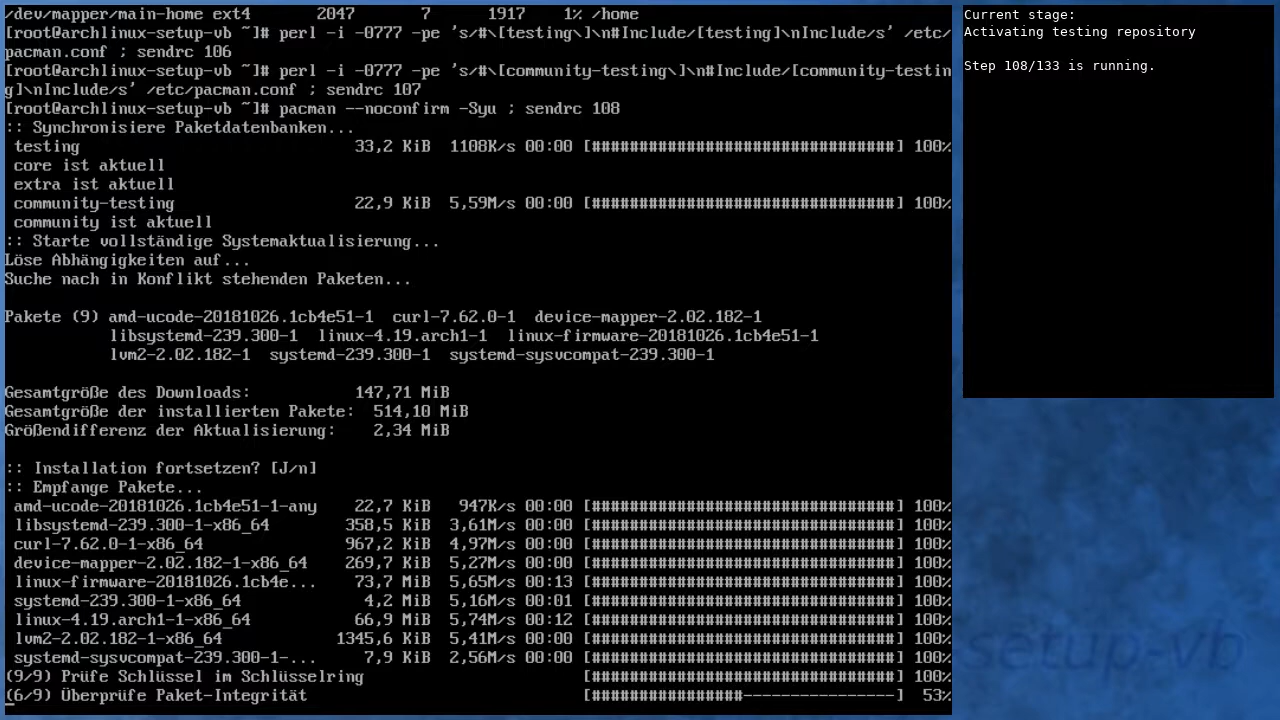 /dev/mapper/main-home ext4       2047       7      1917    1% /home
[root@archlinux-setup-vb ~]# perl -i -0777 -pe 's/#\[testing\]\n#Include/[testing]\nInclude/s' /etc/
pacman.conf ; sendrc 106
[root@archlinux-setup-vb ~]# perl -i -0777 -pe 's/#\[community-testing\]\n#Include/[community-testin
g]\nInclude/s' /etc/pacman.conf ; sendrc 107
[root@archlinux-setup-vb ~]# pacman --noconfirm -Syu ; sendrc 108
:: Synchronisiere Paketdatenbanken...
 testing                             33,2 KiB  1108K/s 00:00 [################################] 100%
 core ist aktuell
 extra ist aktuell
 community-testing                   22,9 KiB  5,59M/s 00:00 [################################] 100%
 community ist aktuell
:: Starte vollständige Systemaktualisierung...
Löse Abhängigkeiten auf...
Suche nach in Konflikt stehenden Paketen...
Pakete (9) amd-ucode-20181026.1cb4e51-1  curl-7.62.0-1  device-mapper-2.02.182-1
           libsystemd-239.300-1  linux-4.19.arch1-1  linux-firmware-20181026.1cb4e51-1
           lvm2-2.02.182-1  systemd-239.300-1  systemd-sysvcompat-239.300-1
Gesamtgröße des Downloads:           147,71 MiB
Gesamtgröße der installierten Pakete:  514,10 MiB
Größendifferenz der Aktualisierung:    2,34 MiB
:: Installation fortsetzen? [J/n]
:: Empfange Pakete...
 amd-ucode-20181026.1cb4e51-1-any    22,7 KiB   947K/s 00:00 [################################] 100%
 libsystemd-239.300-1-x86_64        358,5 KiB  3,61M/s 00:00 [################################] 100%
 curl-7.62.0-1-x86_64               967,2 KiB  4,97M/s 00:00 [################################] 100%
 device-mapper-2.02.182-1-x86_64    269,7 KiB  5,27M/s 00:00 [################################] 100%
 linux-firmware-20181026.1cb4e...    73,7 MiB  5,65M/s 00:13 [################################] 100%
 systemd-239.300-1-x86_64             4,2 MiB  5,16M/s 00:01 [################################] 100%
 linux-4.19.arch1-1-x86_64           66,9 MiB  5,74M/s 00:12 [################################] 100%
 lvm2-2.02.182-1-x86_64            1345,6 KiB  5,41M/s 00:00 [################################] 100%
 systemd-sysvcompat-239.300-1-...     7,9 KiB  2,56M/s 00:00 [################################] 100%
(9/9) Prüfe Schlüssel im Schlüsselring                       [################################] 100%
(6/9) Überprüfe Paket-Integrität                             [################----------------]  53%
Current stage:
Activating testing repository
Step 108/133 is running.
setup-vb